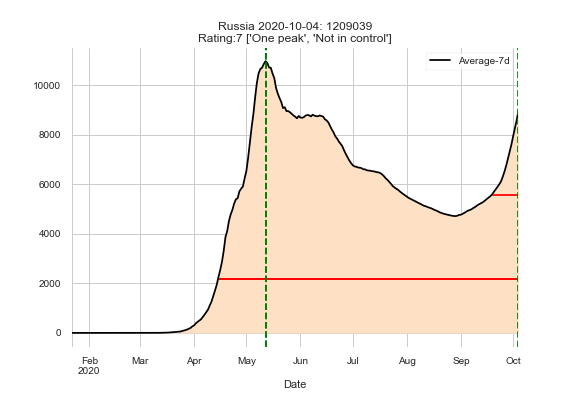 Russia 2020-10-04: 1209039
Rating:7 ['One peak', 'Not in control']
Average-7d
10000
8000
6000
4000
2000
0
Feb Mar Apr May Jun Jul Aug Sep Oct
2020
Date